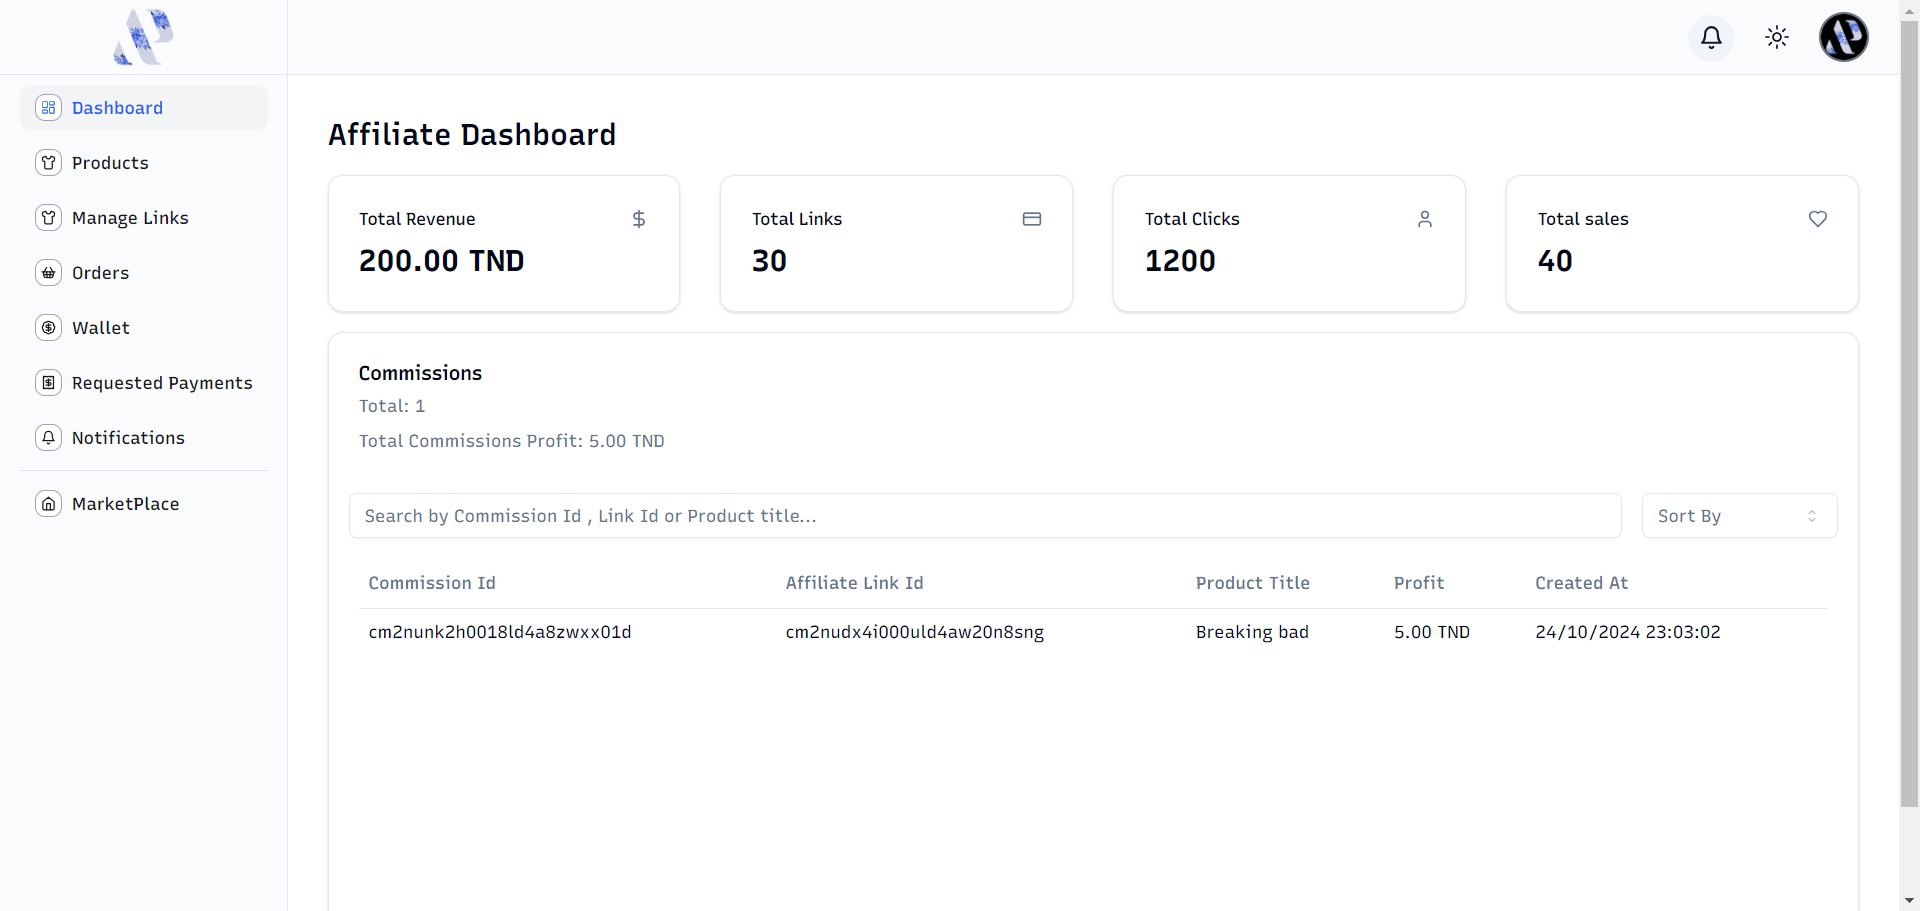 Dashboard
Products
Manage Links
Orders
Wallet
Requested Payments
Notifications
MarketPlace
Affiliate Dashboard
Total Revenue
200.00 TND
Total Links
30
Total Clicks
1200
Total sales
40
Commissions
Total: 1
Total Commissions Profit: 5.00 TND
Search by Commission Id , Link Id or Product title...
Sort By
Commission Id Affiliate Link Id Product Title Profit Created At
cm2nunk2h0018ld4a8zwxx01d cm2nudx4i000uld4aw20n8sng Breaking bad 5.00 TND 24/10/2024 23:03:02